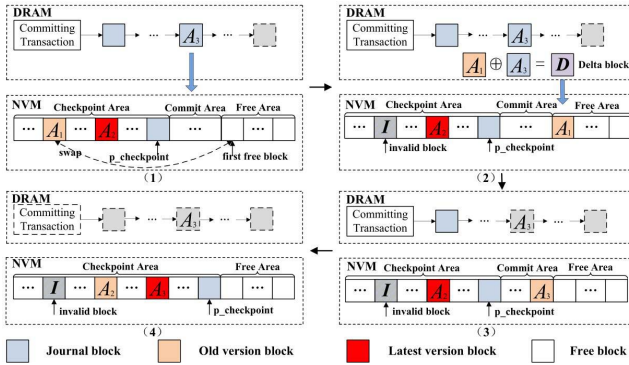 DRAM
Committing
Transaction
... A₃ ...
NVM Checkpoint Area Commit Area Free Area
... A₁ ... A₂ ... ... ...
swap p_checkpoint first free block
(1)
DRAM
Committing
Transaction
... A₃ ...
A₁ ⊕ A₃ = D Delta block
NVM Checkpoint Area Commit Area Free Area
... I ... A₂ ... ... A₁ ...
invalid block p_checkpoint
(2)
DRAM
Committing
Transaction
... A₃ ...
NVM Checkpoint Area Free Area
... I ... A₂ ... A₃ ... ...
invalid block p_checkpoint
(4)
DRAM
Committing
Transaction
... A₃ ...
NVM Checkpoint Area Commit Area Free Area
... I ... A₂ ... ... A₃ ...
invalid block p_checkpoint
(3)
Journal block Old version block Latest version block Free block